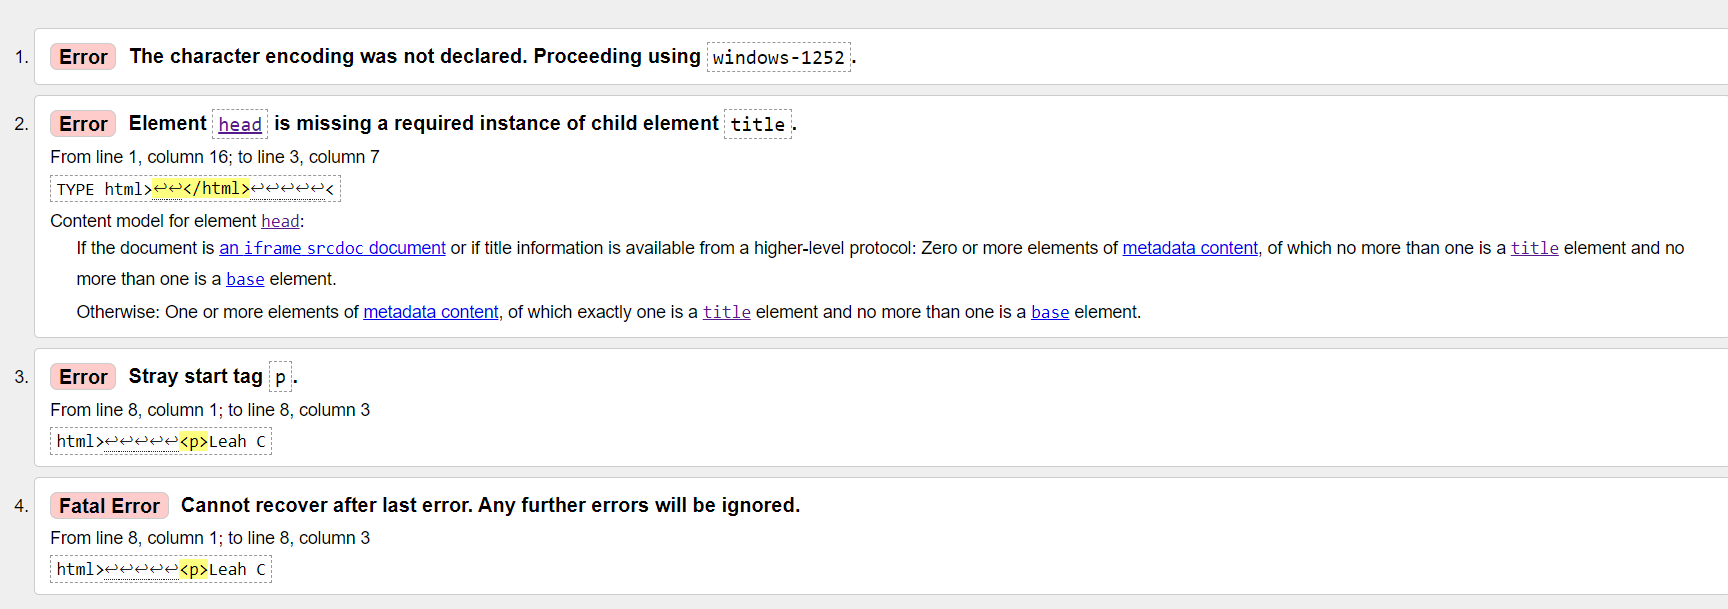 1. Error The character encoding was not declared. Proceeding using windows-1252.
2. Error Element head is missing a required instance of child element title.
From line 1, column 16; to line 3, column 7
TYPE html>↩↩</html>↩↩↩↩↩<
Content model for element head:
If the document is an iframe srcdoc document or if title information is available from a higher-level protocol: Zero or more elements of metadata content, of which no more than one is a title element and no
more than one is a base element.
Otherwise: One or more elements of metadata content, of which exactly one is a title element and no more than one is a base element.
3. Error Stray start tag p.
From line 8, column 1; to line 8, column 3
html>↩↩↩↩↩<p>Leah C
4. Fatal Error Cannot recover after last error. Any further errors will be ignored.
From line 8, column 1; to line 8, column 3
html>↩↩↩↩↩<p>Leah C